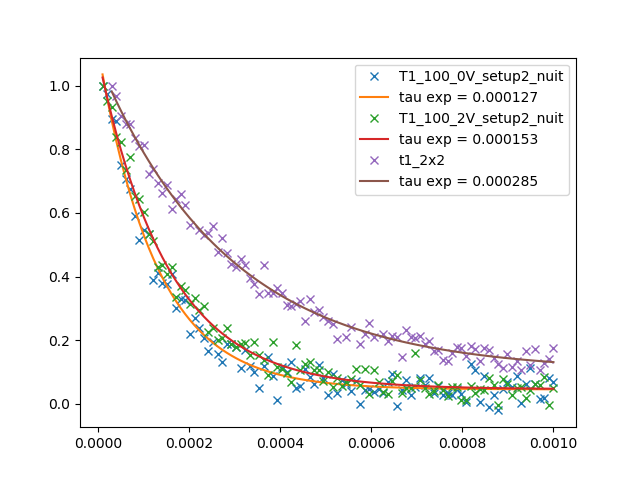 T1_100_0V_setup2_nuit
tau exp = 0.000127
T1_100_2V_setup2_nuit
tau exp = 0.000153
t1_2x2
tau exp = 0.000285
1.0
0.8
0.6
0.4
0.2
0.0
0.0000 0.0002 0.0004 0.0006 0.0008 0.0010